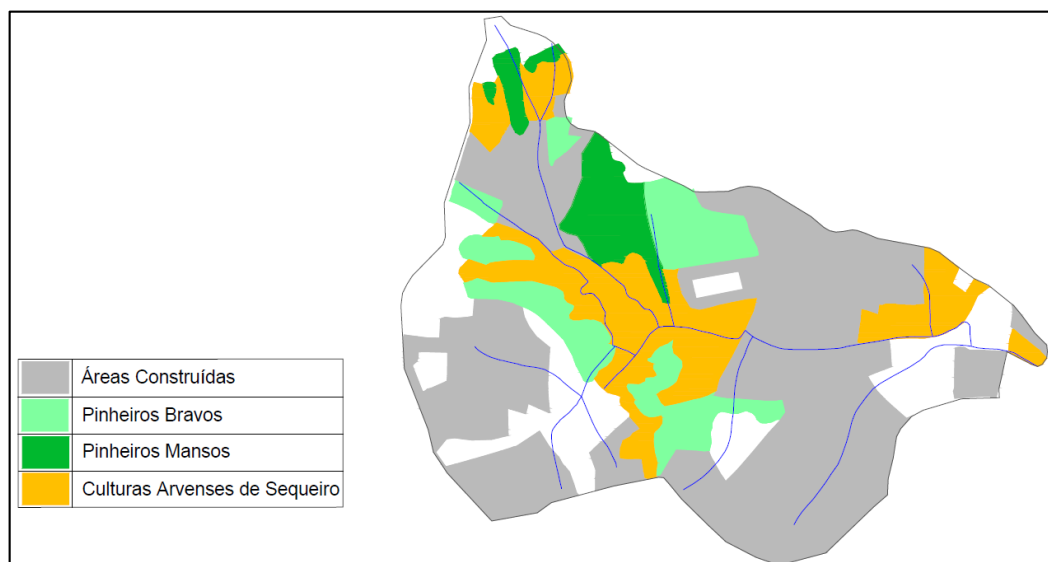 Áreas Construídas
Pinheiros Bravos
Pinheiros Mansos
Culturas Arvenses de Sequeiro